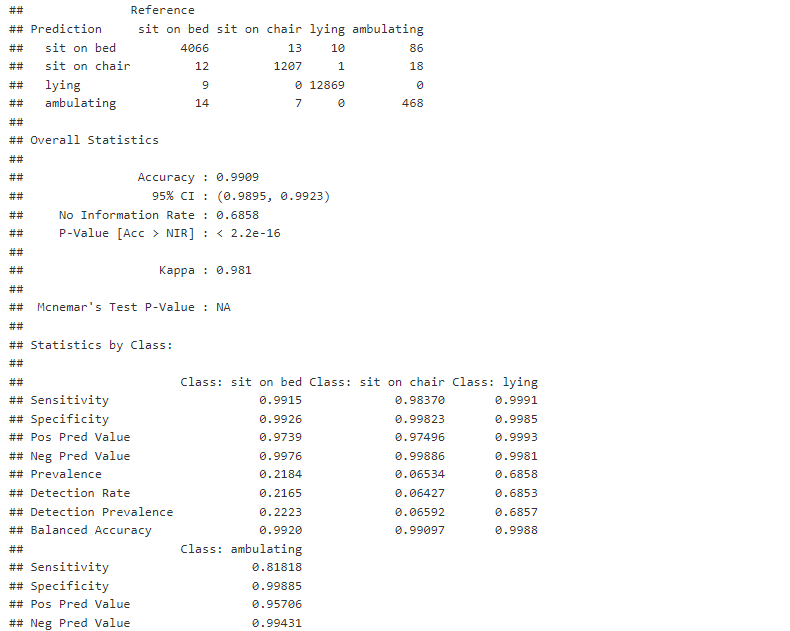 ##               Reference
## Prediction     sit on bed sit on chair lying ambulating
##   sit on bed         4066           13    10         86
##   sit on chair         12         1207     1         18
##   lying                 9            0 12869          0
##   ambulating           14            7     0        468
##
## Overall Statistics
##
##                Accuracy : 0.9909
##                  95% CI : (0.9895, 0.9923)
##     No Information Rate : 0.6858
##     P-Value [Acc > NIR] : < 2.2e-16
##
##                   Kappa : 0.981
##
##  Mcnemar's Test P-Value : NA
##
## Statistics by Class:
##
##                      Class: sit on bed Class: sit on chair Class: lying
## Sensitivity                     0.9915             0.98370       0.9991
## Specificity                     0.9926             0.99823       0.9985
## Pos Pred Value                  0.9739             0.97496       0.9993
## Neg Pred Value                  0.9976             0.99886       0.9981
## Prevalence                      0.2184             0.06534       0.6858
## Detection Rate                  0.2165             0.06427       0.6853
## Detection Prevalence            0.2223             0.06592       0.6857
## Balanced Accuracy               0.9920             0.99097       0.9988
##                      Class: ambulating
## Sensitivity                    0.81818
## Specificity                    0.99885
## Pos Pred Value                 0.95706
## Neg Pred Value                 0.99431